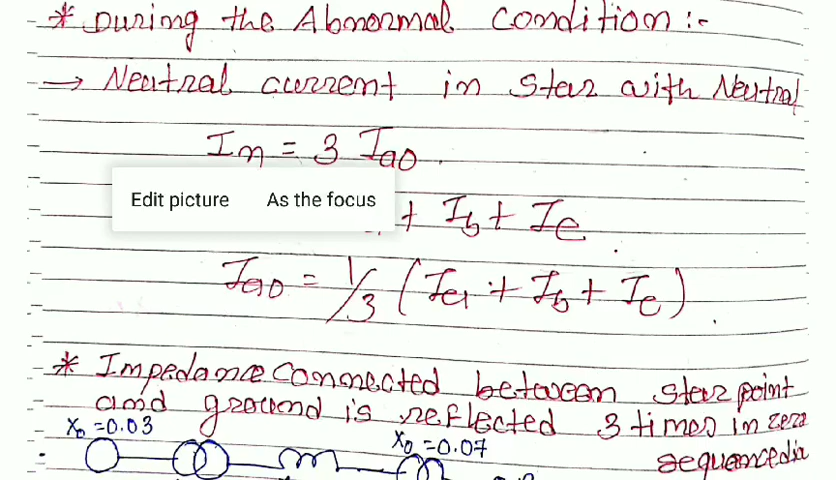 * During the Abnormal Condition :-
→ Neutral current in Star with Neutral
In = 3 Ia0
Edit picture As the focus
+ Ib + Ic
Ia0 = 1/3 (Ia + Ib + Ic)
* Impedance connected between star point
and ground is reflected 3 times in zero
sequence dia
X0 = 0.03
X0 = 0.07